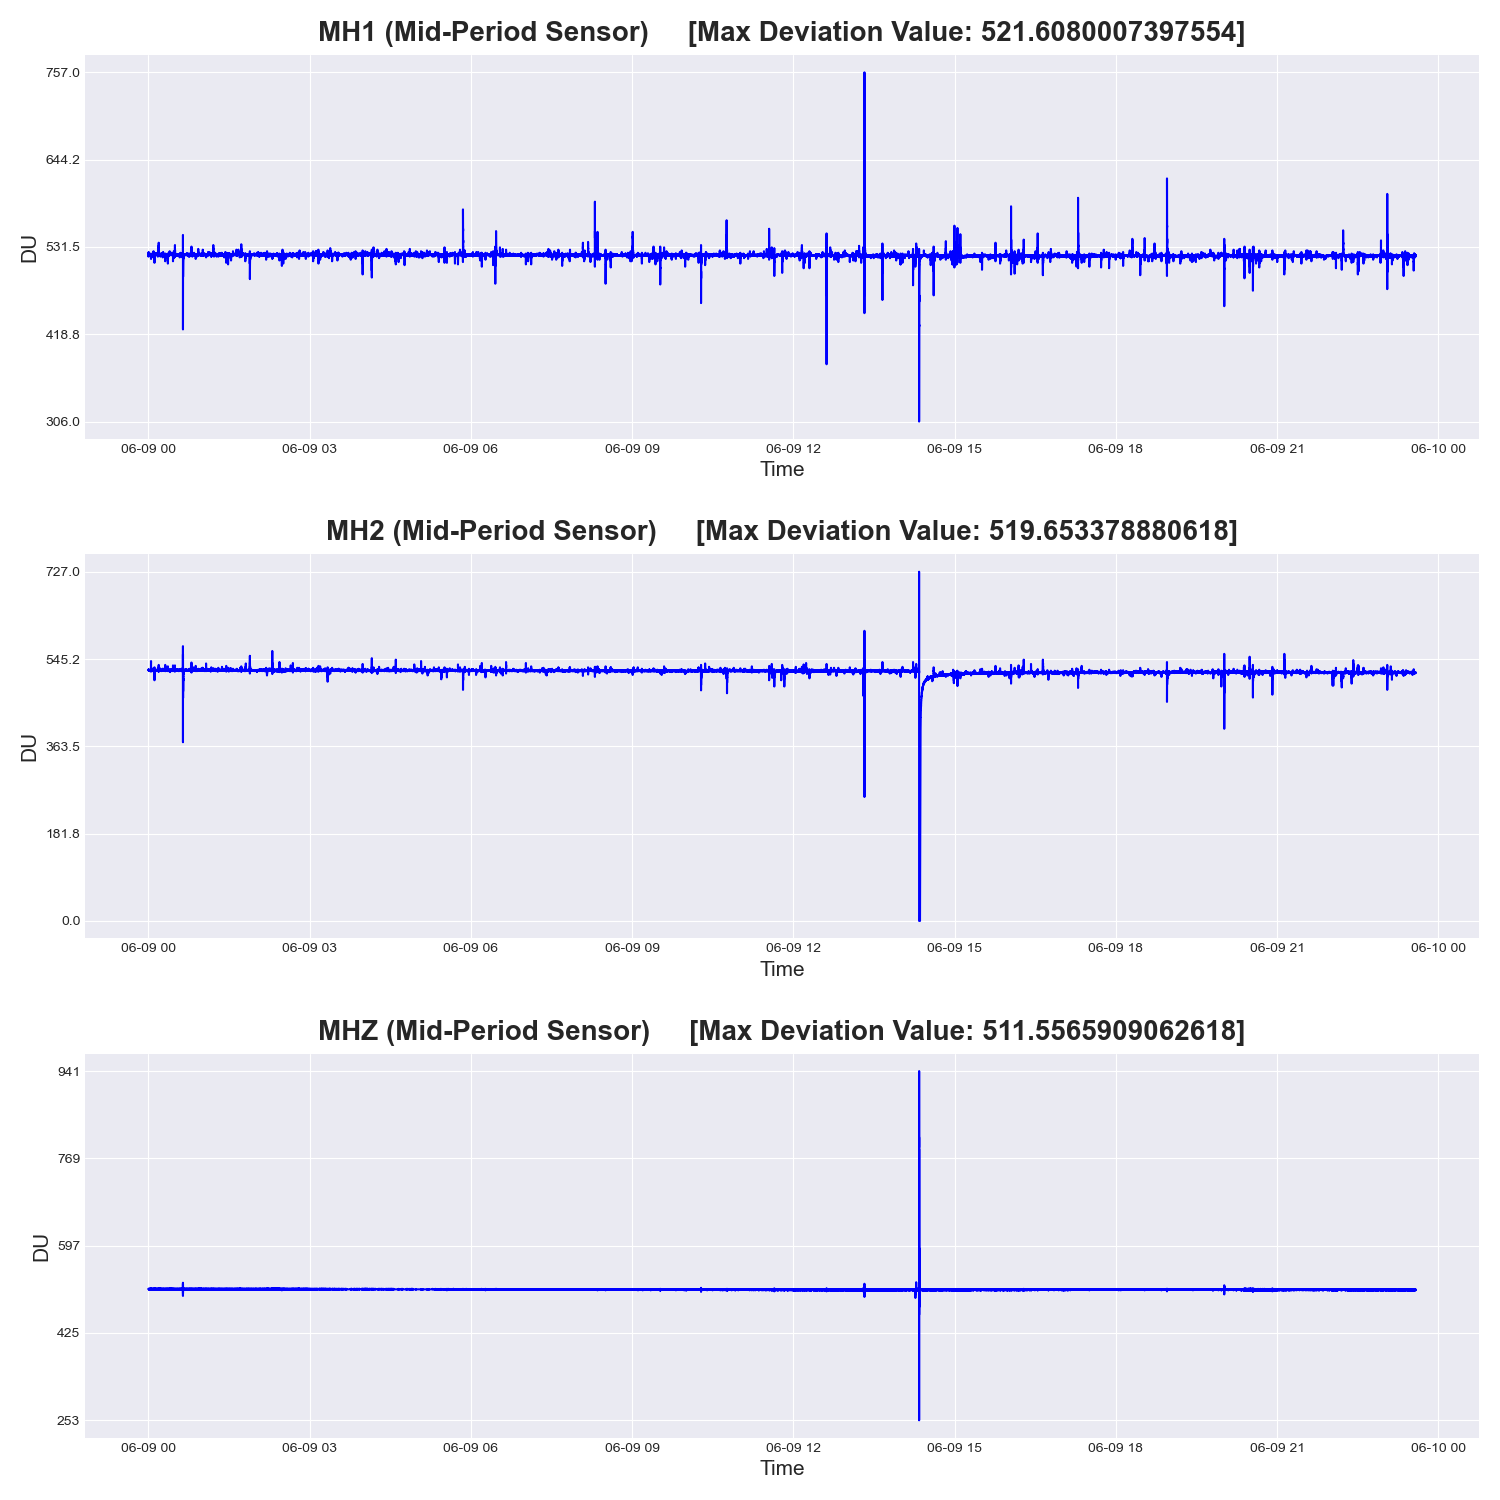 MH1 (Mid-Period Sensor) [Max Deviation Value: 521.6080007397554]
757.0
644.2
531.5
418.8
306.0
DU
06-09 00 06-09 03 06-09 06 06-09 09 06-09 12 06-09 15 06-09 18 06-09 21 06-10 00
Time
MH2 (Mid-Period Sensor) [Max Deviation Value: 519.653378880618]
727.0
545.2
363.5
181.8
0.0
DU
06-09 00 06-09 03 06-09 06 06-09 09 06-09 12 06-09 15 06-09 18 06-09 21 06-10 00
Time
MHZ (Mid-Period Sensor) [Max Deviation Value: 511.5565909062618]
941
769
597
425
253
DU
06-09 00 06-09 03 06-09 06 06-09 09 06-09 12 06-09 15 06-09 18 06-09 21 06-10 00
Time